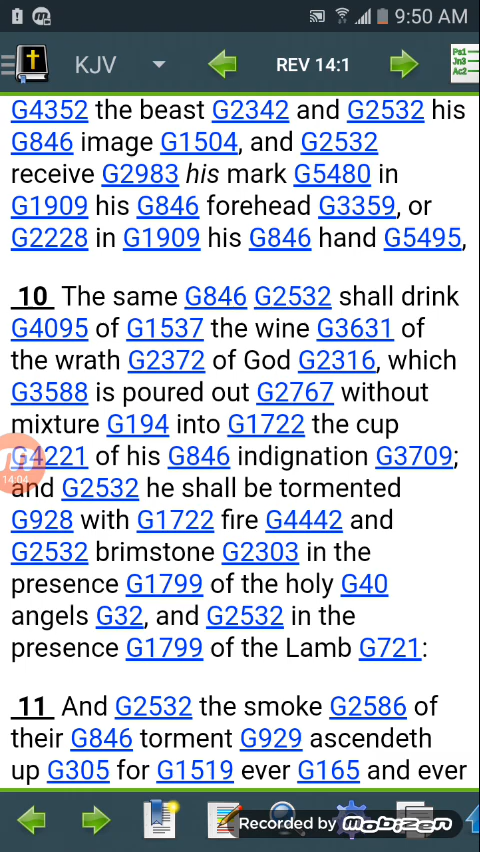 9:50 AM
KJV REV 14:1 Ps1 Jn3 Ac2
G4352 the beast G2342 and G2532 his
G846 image G1504, and G2532
receive G2983 his mark G5480 in
G1909 his G846 forehead G3359, or
G2228 in G1909 his G846 hand G5495,
10 The same G846 G2532 shall drink
G4095 of G1537 the wine G3631 of
the wrath G2372 of God G2316, which
G3588 is poured out G2767 without
mixture G194 into G1722 the cup
G4221 of his G846 indignation G3709;
14:04
and G2532 he shall be tormented
G928 with G1722 fire G4442 and
G2532 brimstone G2303 in the
presence G1799 of the holy G40
angels G32, and G2532 in the
presence G1799 of the Lamb G721:
11 And G2532 the smoke G2586 of
their G846 torment G929 ascendeth
up G305 for G1519 ever G165 and ever
Recorded by mobizen